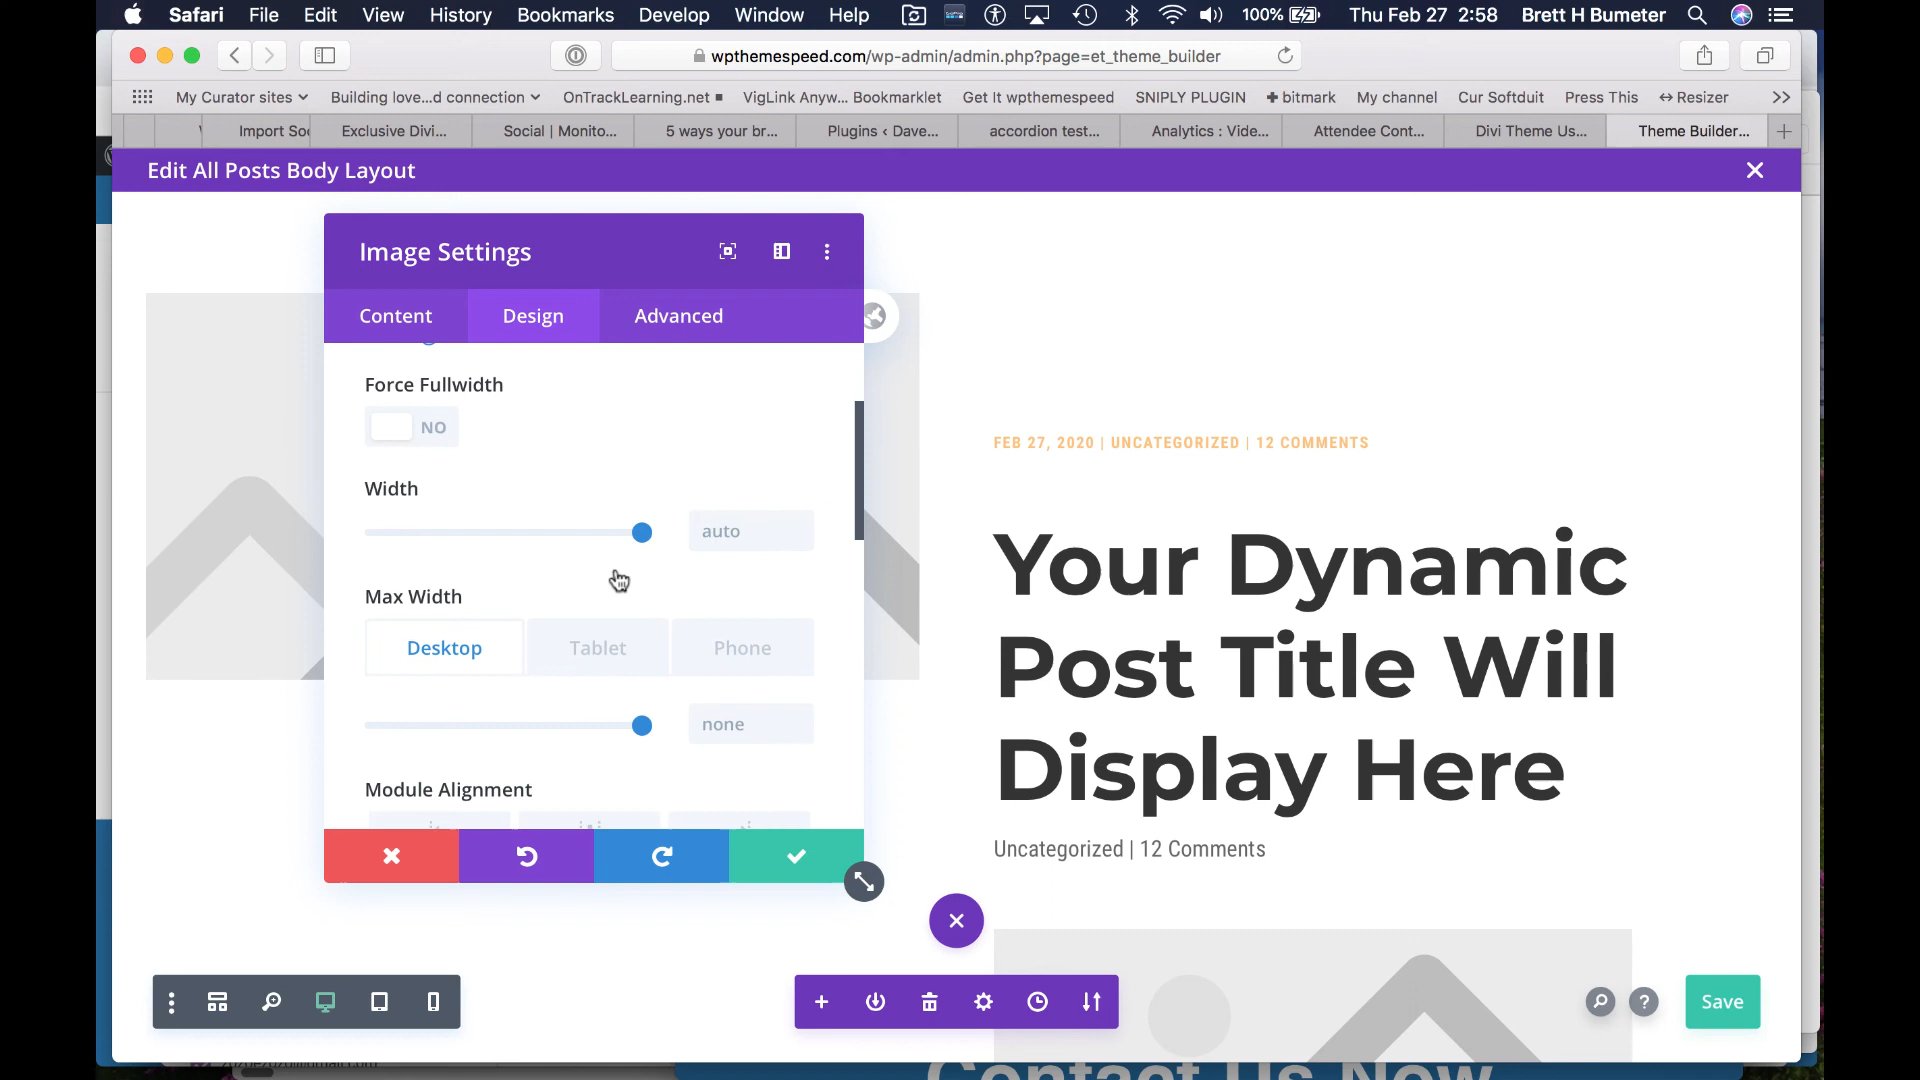 Safari File Edit View History Bookmarks Develop Window Help 100% Thu Feb 27 2:58 Brett H Bumeter
wpthemespeed.com/wp-admin/admin.php?page=et_theme_builder
My Curator sites Building love...d connection OnTrackLearning.net VigLink Anyw... Bookmarklet Get It wpthemespeed SNIPLY PLUGIN bitmark My channel Cur Softduit Press This Resizer
Import Soc Exclusive Divi... Social | Monito... 5 ways your br... Plugins ‹ Dave... accordion test... Analytics : Vide... Attendee Cont... Divi Theme Us... Theme Builder...
Edit All Posts Body Layout
Image Settings
Content Design Advanced
Force Fullwidth
NO
Width
auto
Max Width
Desktop Tablet Phone
none
Module Alignment
FEB 27, 2020 | UNCATEGORIZED | 12 COMMENTS
Your Dynamic
Post Title Will
Display Here
Uncategorized | 12 Comments
Save
Contact Us Now